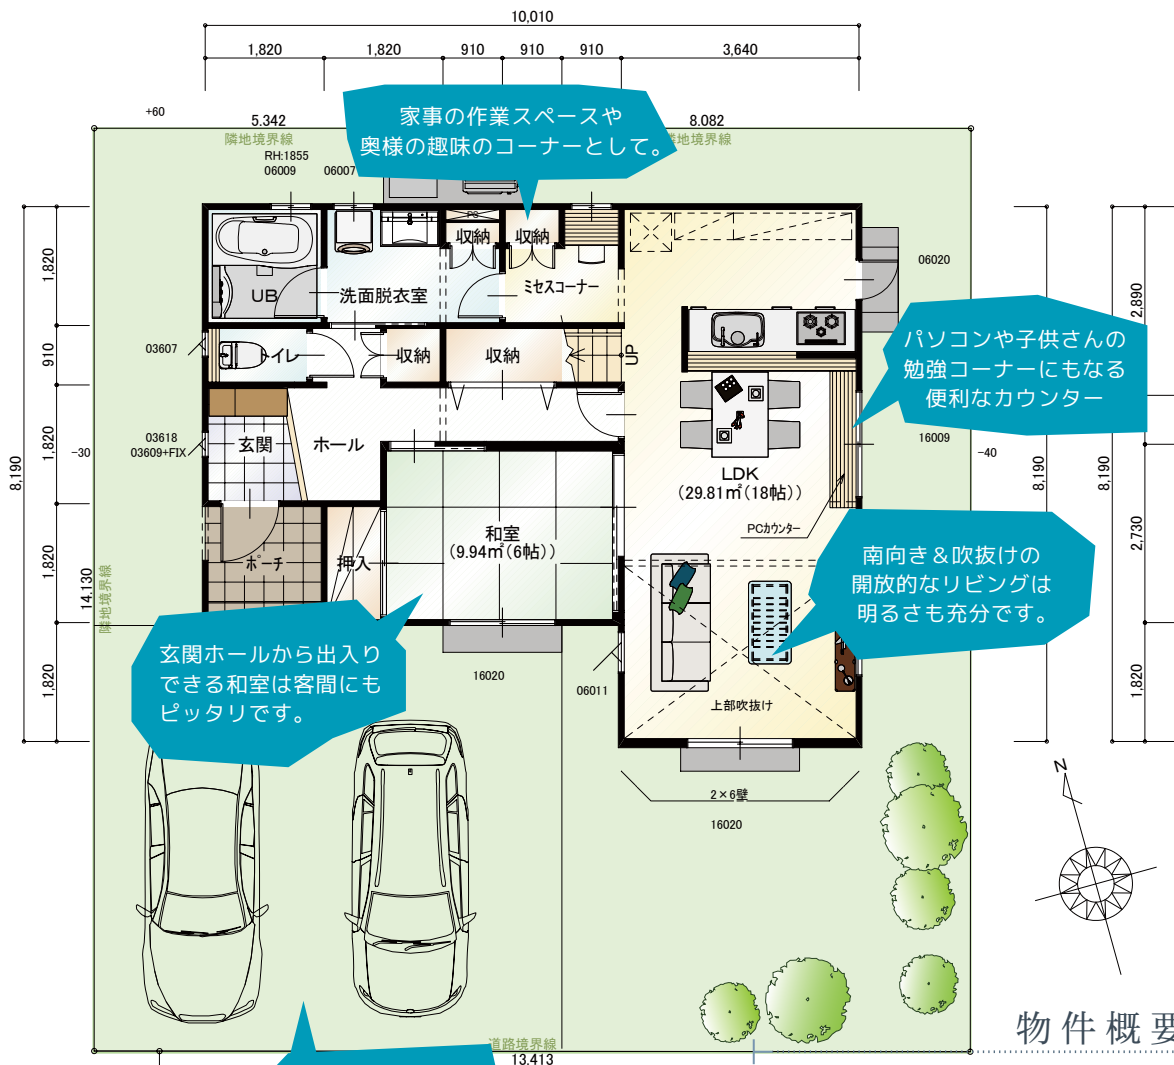 10,010
1,820
1,820
910
910
910
3,640
+60
5.342
8.082
隣地境界線
家事の作業スペースや
奥様の趣味のコーナーとして。
RH:1855
06009
06007
PS
収納
収納
ミセスコーナー
UB
洗面脱衣室
06020
1,820
910
1,820
1,820
1,820
8,190
2,890
2,730
1,820
8,190
8,190
03607
トイレ
収納
収納
UP
パソコンや子供さんの
勉強コーナーにもなる
便利なカウンター
03618
03609+FIX
-30
玄関
ホール
16009
-40
LDK
(29.81㎡(18帖))
PCカウンター
和室
(9.94㎡(6帖))
ポーチ
押入
14.130
隣地境界線
南向き&吹抜けの
開放的なリビングは
明るさも充分です。
玄関ホールから出入り
できる和室は客間にも
ピッタリです。
16020
06011
上部吹抜け
2×6壁
16020
N
物件概要
道路境界線
13.413